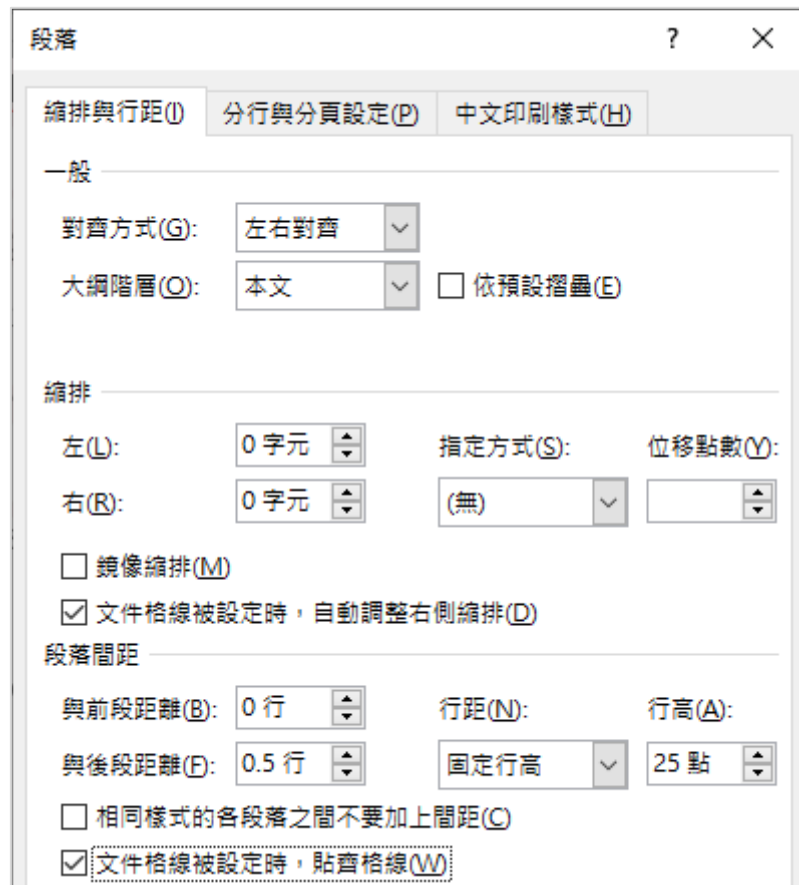 段落 ?
縮排與行距(I) 分行與分頁設定(P) 中文印刷樣式(H)
一般
對齊方式(G): 左右對齊
大綱階層(O): 本文 依預設摺疊(E)
縮排
左(L): 0 字元 指定方式(S): 位移點數(Y):
右(R): 0 字元 (無)
鏡像縮排(M)
文件格線被設定時，自動調整右側縮排(D)
段落間距
與前段距離(B): 0 行 行距(N): 行高(A):
與後段距離(F): 0.5 行 固定行高 25 點
相同樣式的各段落之間不要加上間距(C)
文件格線被設定時，貼齊格線(W)